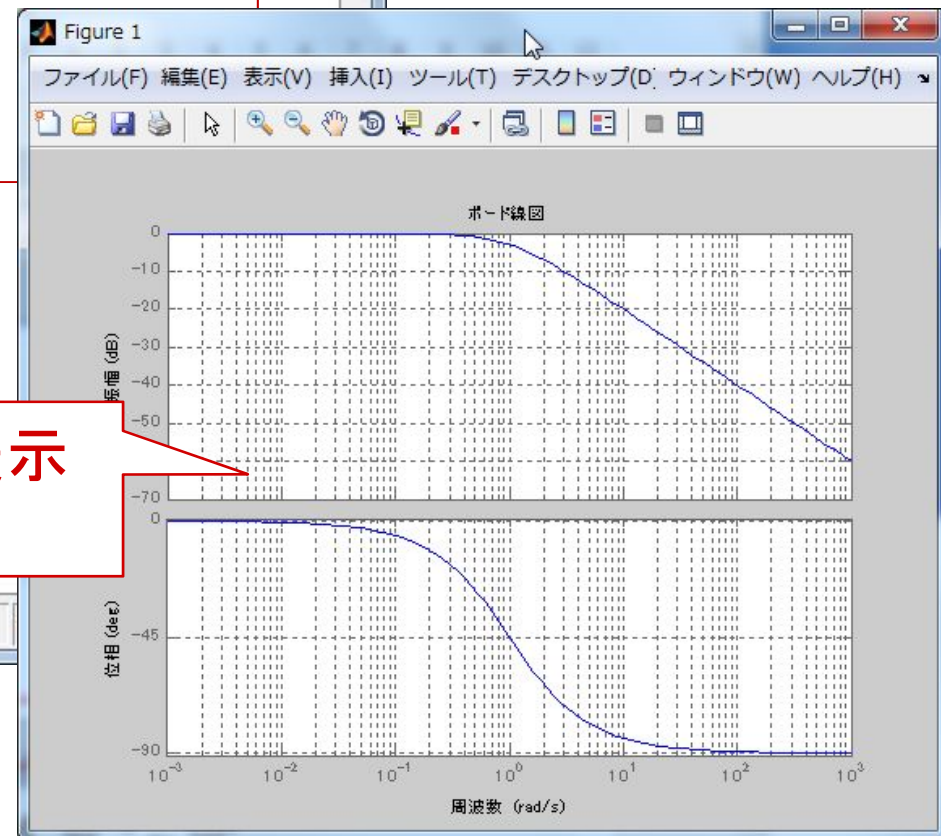 Figure 1
ファイル(F) 編集(E) 表示(V) 挿入(I) ツール(T) デスクトップ(D) ウィンドウ(W) ヘルプ(H)
ボード線図
0
-10
-20
-30
-40
-50
-70
振幅 (dB)
示
0
-45
-90
位相 (deg)
10^-3
10^-2
10^-1
10^0
10^1
10^2
10^3
周波数 (rad/s)